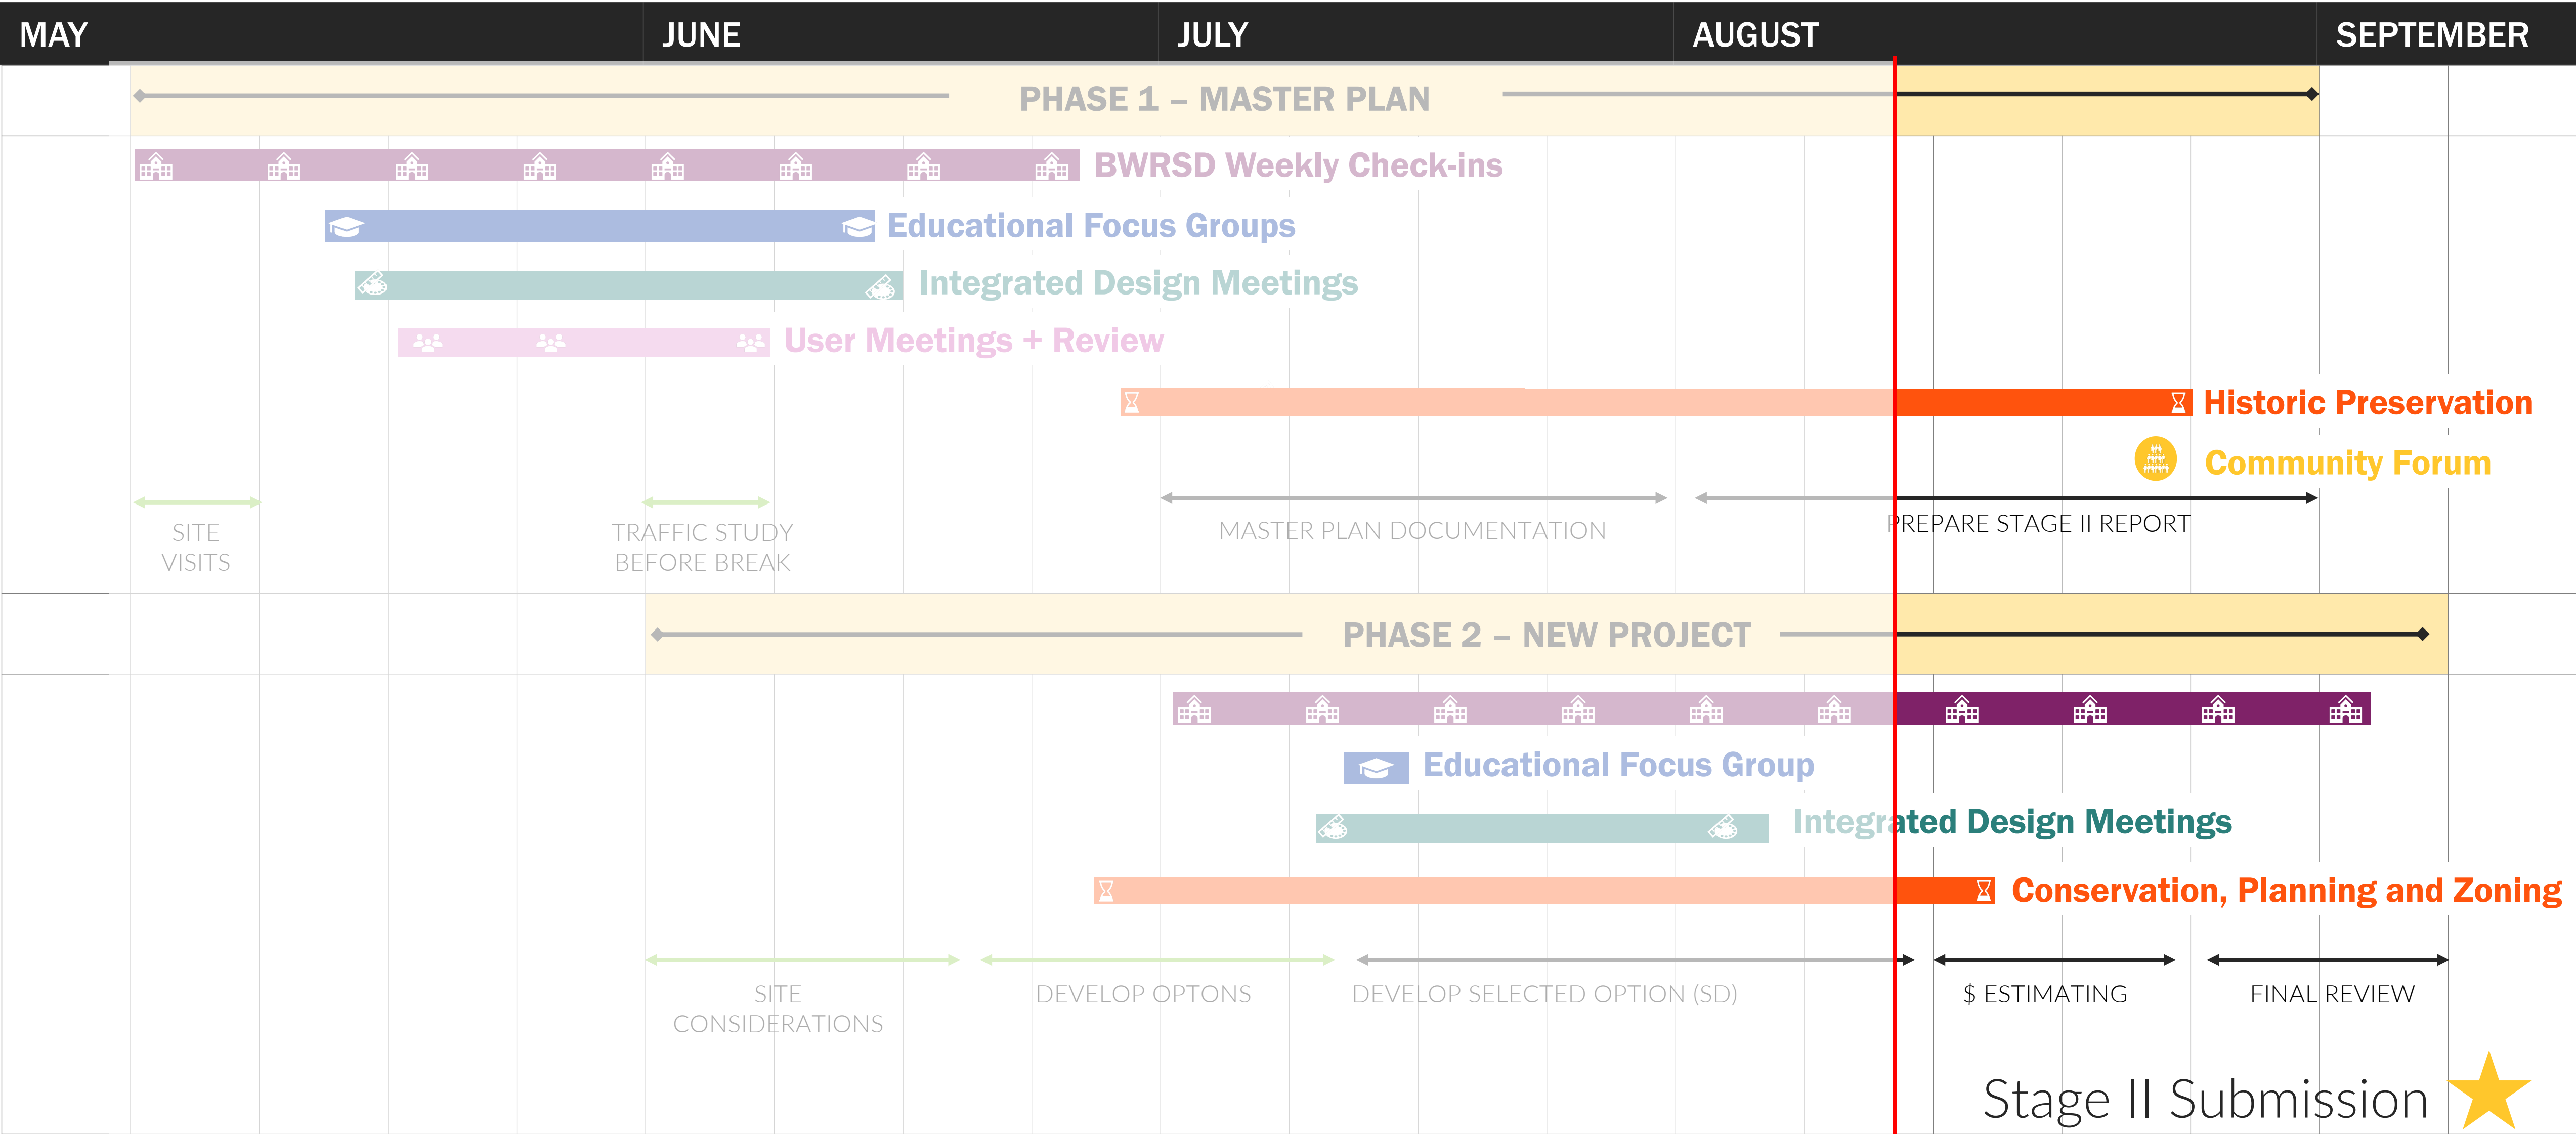 MAY JUNE JULY AUGUST SEPTEMBER
PHASE 1 – MASTER PLAN
BWRSD Weekly Check-ins
Educational Focus Groups
Integrated Design Meetings
User Meetings + Review
Historic Preservation
Community Forum
SITE
VISITS
TRAFFIC STUDY
BEFORE BREAK
MASTER PLAN DOCUMENTATION
PREPARE STAGE II REPORT
PHASE 2 – NEW PROJECT
Educational Focus Group
Integrated Design Meetings
Conservation, Planning and Zoning
SITE
CONSIDERATIONS
DEVELOP OPTONS
DEVELOP SELECTED OPTION (SD)
$ ESTIMATING
FINAL REVIEW
Stage II Submission